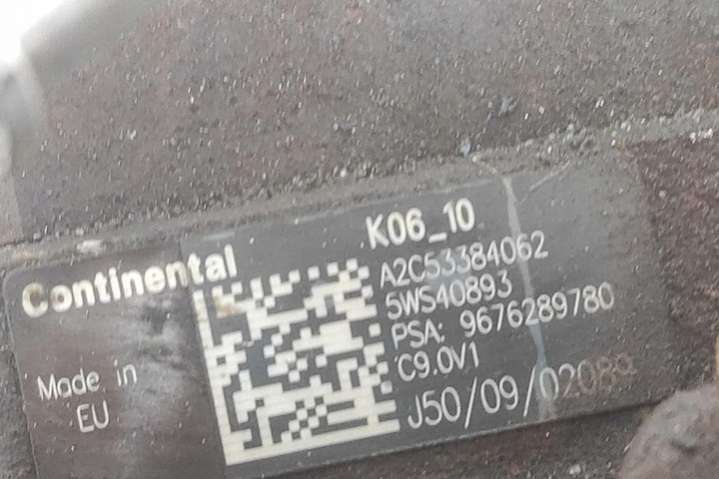 Continental
Made in
EU
K06_10
A2C53384062
5WS40893
PSA: 9676289780
C9.0V1
J50/09/02089